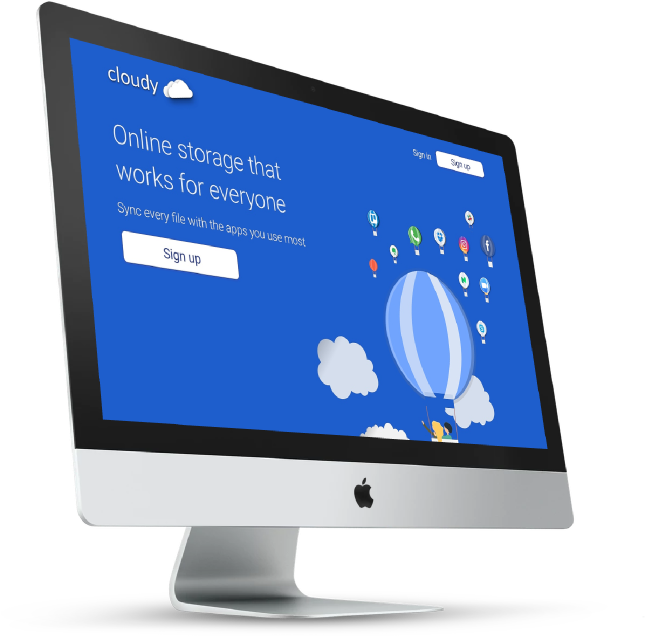 cloudy
Sign in
Sign up
Online storage that
works for everyone
Sync every file with the apps you use most
Sign up